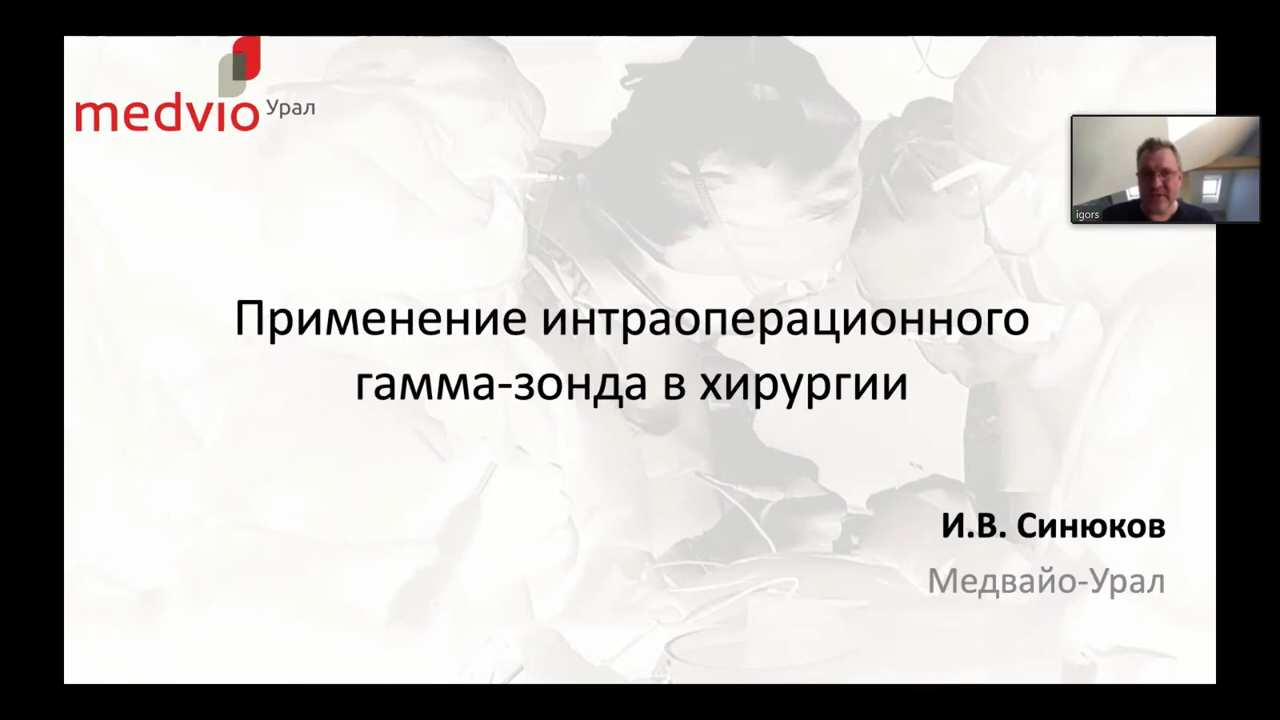 medvio Урал
igors
Применение интраоперационного
гамма-зонда в хирургии
И.В. Синюков
Медвайо-Урал